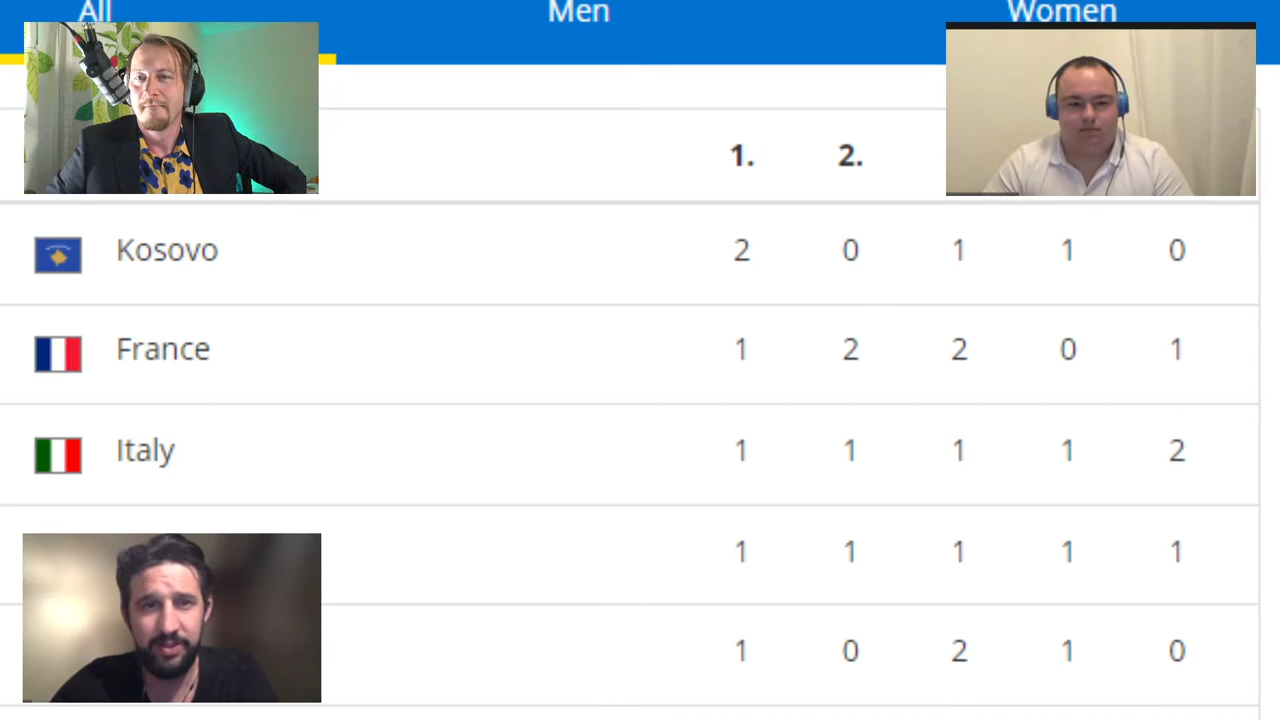 All Men Women
1. 2.
Kosovo 2 0 1 1 0
France 1 2 2 0 1
Italy 1 1 1 1 2
1 1 1 1 1
1 0 2 1 0